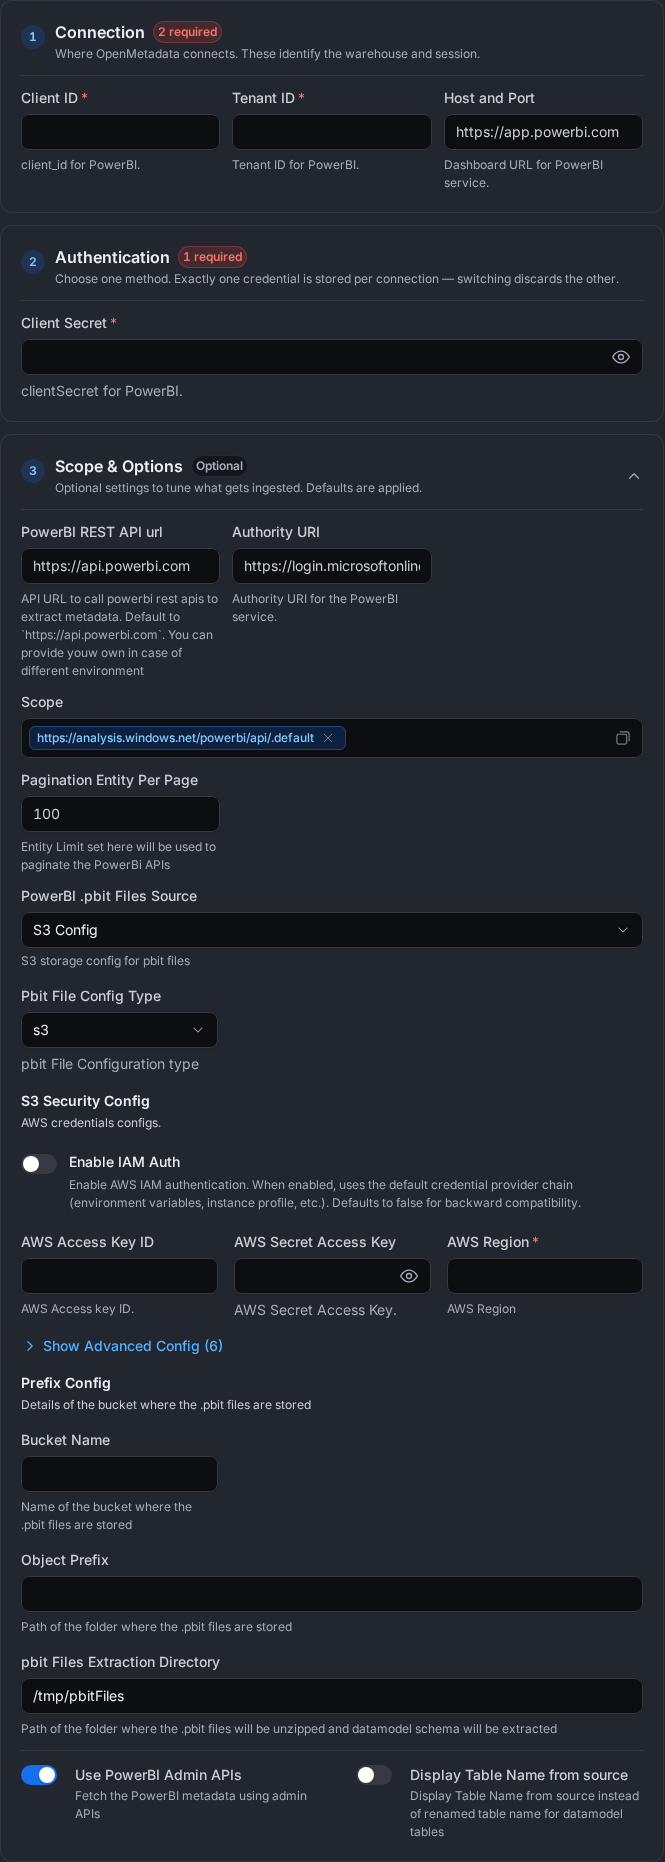 1
Connection 2 required
Where OpenMetadata connects. These identify the warehouse and session.
Client ID * Tenant ID * Host and Port
https://app.powerbi.com
client_id for PowerBI. Tenant ID for PowerBI. Dashboard URL for PowerBI
service.
2
Authentication 1 required
Choose one method. Exactly one credential is stored per connection — switching discards the other.
Client Secret *
clientSecret for PowerBI.
3
Scope & Options Optional
Optional settings to tune what gets ingested. Defaults are applied.
PowerBI REST API url Authority URI
https://api.powerbi.com https://login.microsoftonline
API URL to call powerbi rest apis to Authority URI for the PowerBI
extract metadata. Default to service.
`https://api.powerbi.com`. You can
provide youw own in case of
different environment
Scope
https://analysis.windows.net/powerbi/api/.default
Pagination Entity Per Page
100
Entity Limit set here will be used to
paginate the PowerBi APIs
PowerBI .pbit Files Source
S3 Config
S3 storage config for pbit files
Pbit File Config Type
s3
pbit File Configuration type
S3 Security Config
AWS credentials configs.
Enable IAM Auth
Enable AWS IAM authentication. When enabled, uses the default credential provider chain
(environment variables, instance profile, etc.). Defaults to false for backward compatibility.
AWS Access Key ID AWS Secret Access Key AWS Region *
AWS Access key ID. AWS Secret Access Key. AWS Region
Show Advanced Config (6)
Prefix Config
Details of the bucket where the .pbit files are stored
Bucket Name
Name of the bucket where the
.pbit files are stored
Object Prefix
Path of the folder where the .pbit files are stored
pbit Files Extraction Directory
/tmp/pbitFiles
Path of the folder where the .pbit files will be unzipped and datamodel schema will be extracted
Use PowerBI Admin APIs Display Table Name from source
Fetch the PowerBI metadata using admin Display Table Name from source instead
APIs of renamed table name for datamodel
tables